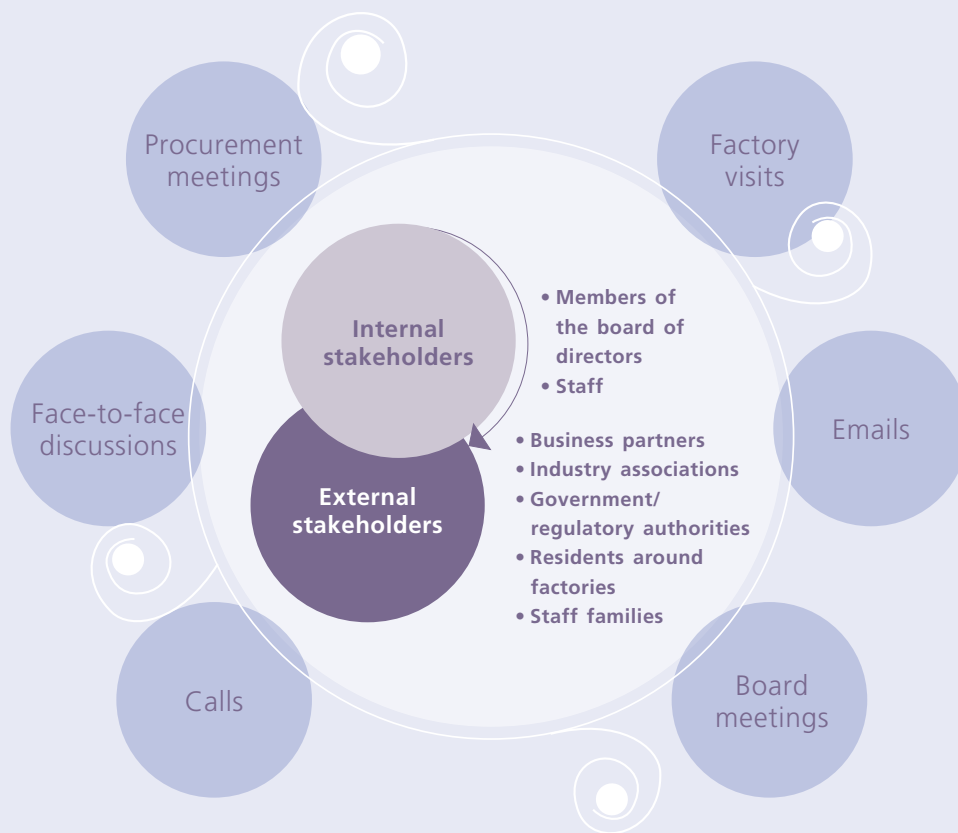 Procurement
meetings
Factory
visits
Internal
stakeholders
• Members of
the board of
directors
• Staff
Face-to-face
discussions
Emails
External
stakeholders
• Business partners
• Industry associations
• Government/
regulatory authorities
• Residents around
factories
• Staff families
Calls
Board
meetings